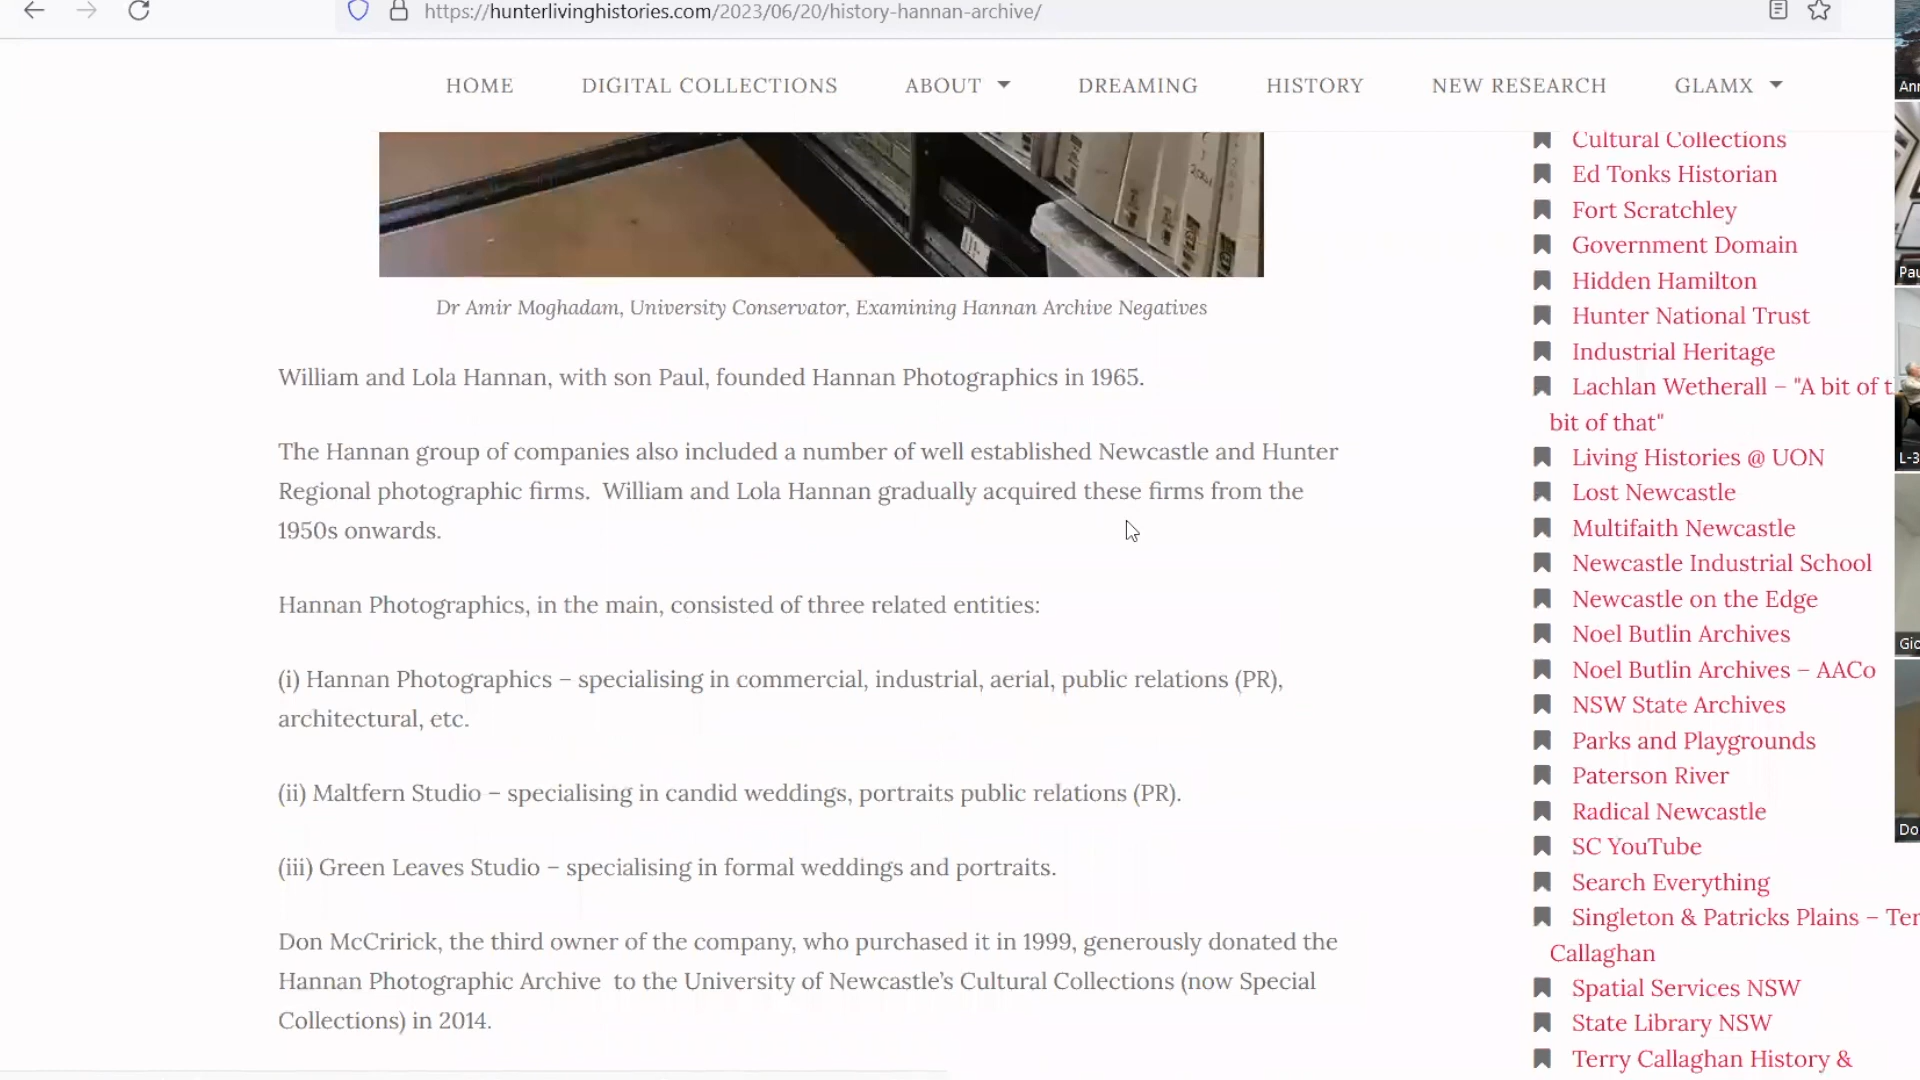 https://hunterlivinghistories.com/2023/06/20/history-hannan-archive/
HOME DIGITAL COLLECTIONS ABOUT DREAMING HISTORY NEW RESEARCH GLAMX
Dr Amir Moghadam, University Conservator, Examining Hannan Archive Negatives
William and Lola Hannan, with son Paul, founded Hannan Photographics in 1965.
The Hannan group of companies also included a number of well established Newcastle and Hunter
Regional photographic firms.  William and Lola Hannan gradually acquired these firms from the
1950s onwards.
Hannan Photographics, in the main, consisted of three related entities:
(i) Hannan Photographics – specialising in commercial, industrial, aerial, public relations (PR),
architectural, etc.
(ii) Maltfern Studio – specialising in candid weddings, portraits public relations (PR).
(iii) Green Leaves Studio – specialising in formal weddings and portraits.
Don McCririck, the third owner of the company, who purchased it in 1999, generously donated the
Hannan Photographic Archive  to the University of Newcastle's Cultural Collections (now Special
Collections) in 2014.
Cultural Collections
Ed Tonks Historian
Fort Scratchley
Government Domain
Hidden Hamilton
Hunter National Trust
Industrial Heritage
Lachlan Wetherall – "A bit of t
bit of that"
Living Histories @ UON
Lost Newcastle
Multifaith Newcastle
Newcastle Industrial School
Newcastle on the Edge
Noel Butlin Archives
Noel Butlin Archives – AACo
NSW State Archives
Parks and Playgrounds
Paterson River
Radical Newcastle
SC YouTube
Search Everything
Singleton & Patricks Plains – Ter
Callaghan
Spatial Services NSW
State Library NSW
Terry Callaghan History &
Ann
Pau
L-3
Gio
Do